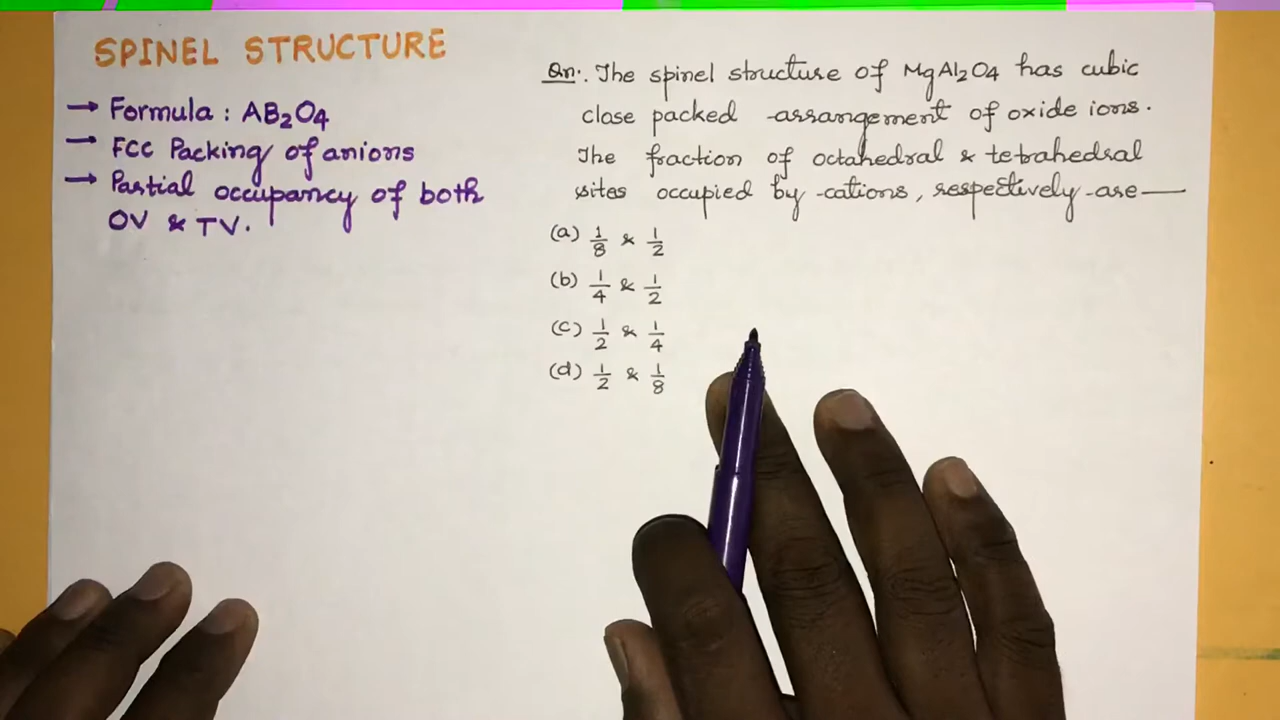 SPINEL STRUCTURE
→ Formula : AB₂O₄
→ FCC Packing of anions
→ Partial occupancy of both
OV & TV.
Qn:. The spinel structure of MgAl₂O₄ has cubic
close packed arrangement of oxide ions.
The fraction of octahedral & tetrahedral
sites occupied by cations, respectively are —
(a) 1/8 & 1/2
(b) 1/4 & 1/2
(c) 1/2 & 1/4
(d) 1/2 & 1/8